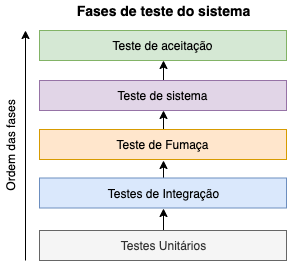 Fases de teste do sistema
Teste de aceitação
Teste de sistema
Teste de Fumaça
Testes de Integração
Testes Unitários
Ordem das fases